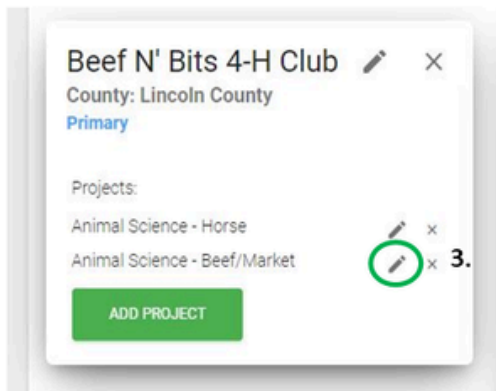 Beef N' Bits 4-H Club
County: Lincoln County
Primary
Projects:
Animal Science - Horse
Animal Science - Beef/Market
3.
ADD PROJECT